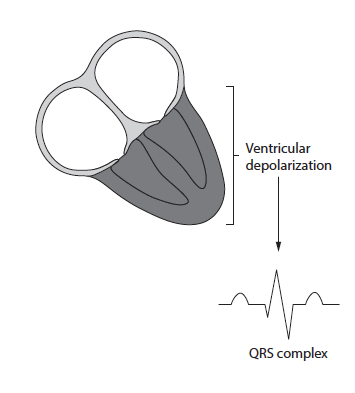 Ventricular
depolarization
QRS complex